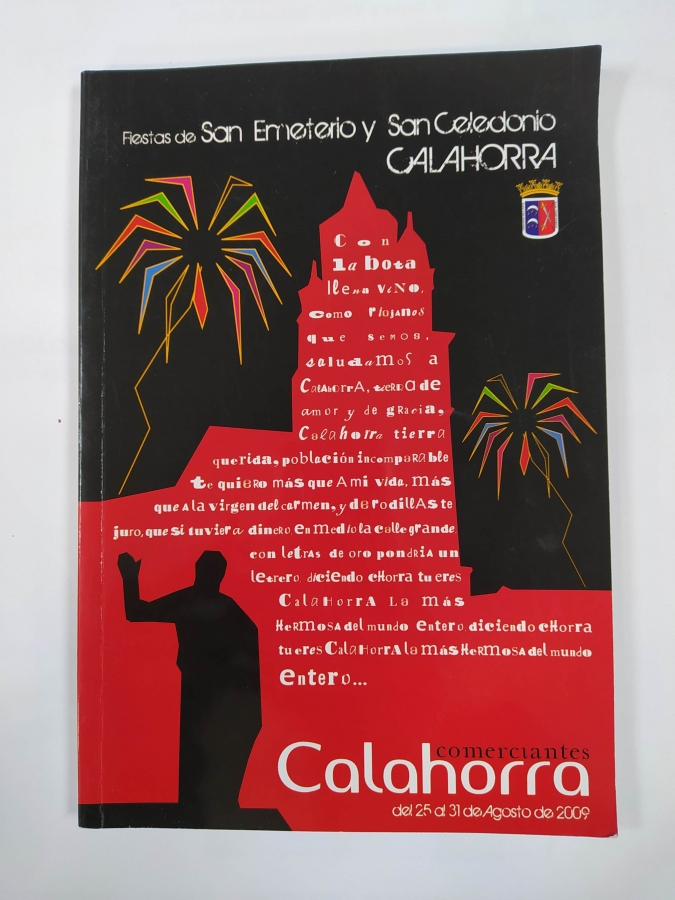 Fiestas de San Emeterio y San Celedonio
CALAHORRA
Con
la bota
llena viNO,
como riojanos
que semos,
saludamos a
CalahorrA, tierra de
amor y de gracia,
Calahorra tierra
querida, población incomparable
te quiero más que A mi vida, más
que a la virgen del carmen, y de rodillAs te
juro, que si tuviera dinero, en medio la calle grande
con letras de oro pondria un
letrero, diciendo cHorra tu eres
CalaHorrA La más
HerMosA del mundo entero, diciendo cHorra
tu eres CalaHorrA la más HerMosA del mundo
entero...
comerciantes
Calahorra
del 25 al 31 de Agosto de 2009